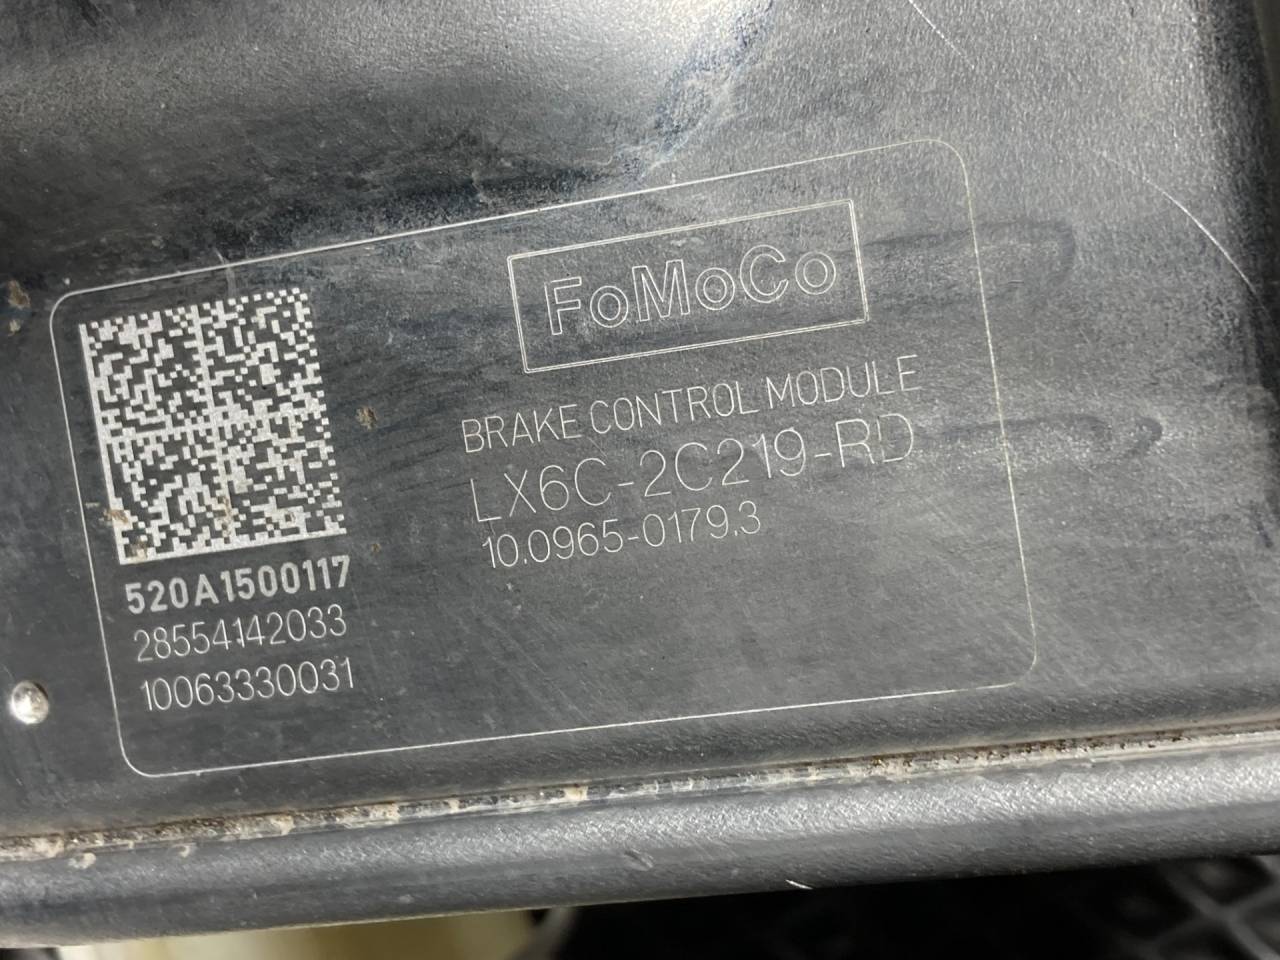 FoMoCo
BRAKE CONTROL MODULE
LX6C-2C219-RD
10.0965-0179.3
520A1500117
28554142033
10063330031